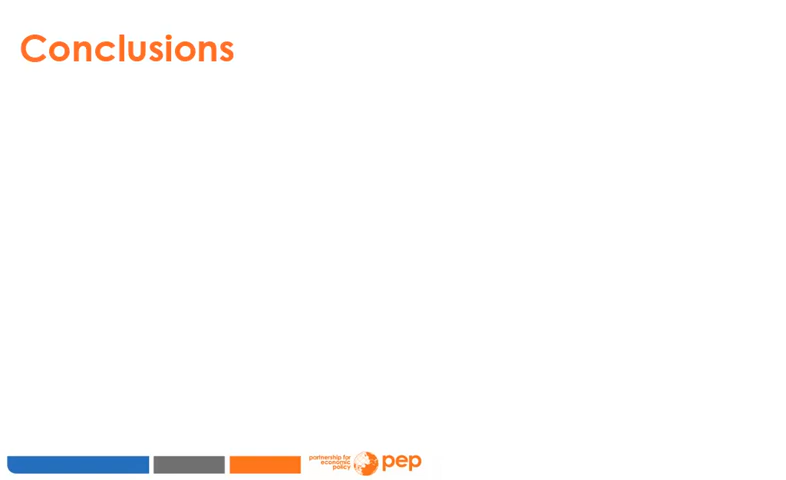 Conclusions
partnership for
economic
policy
pep